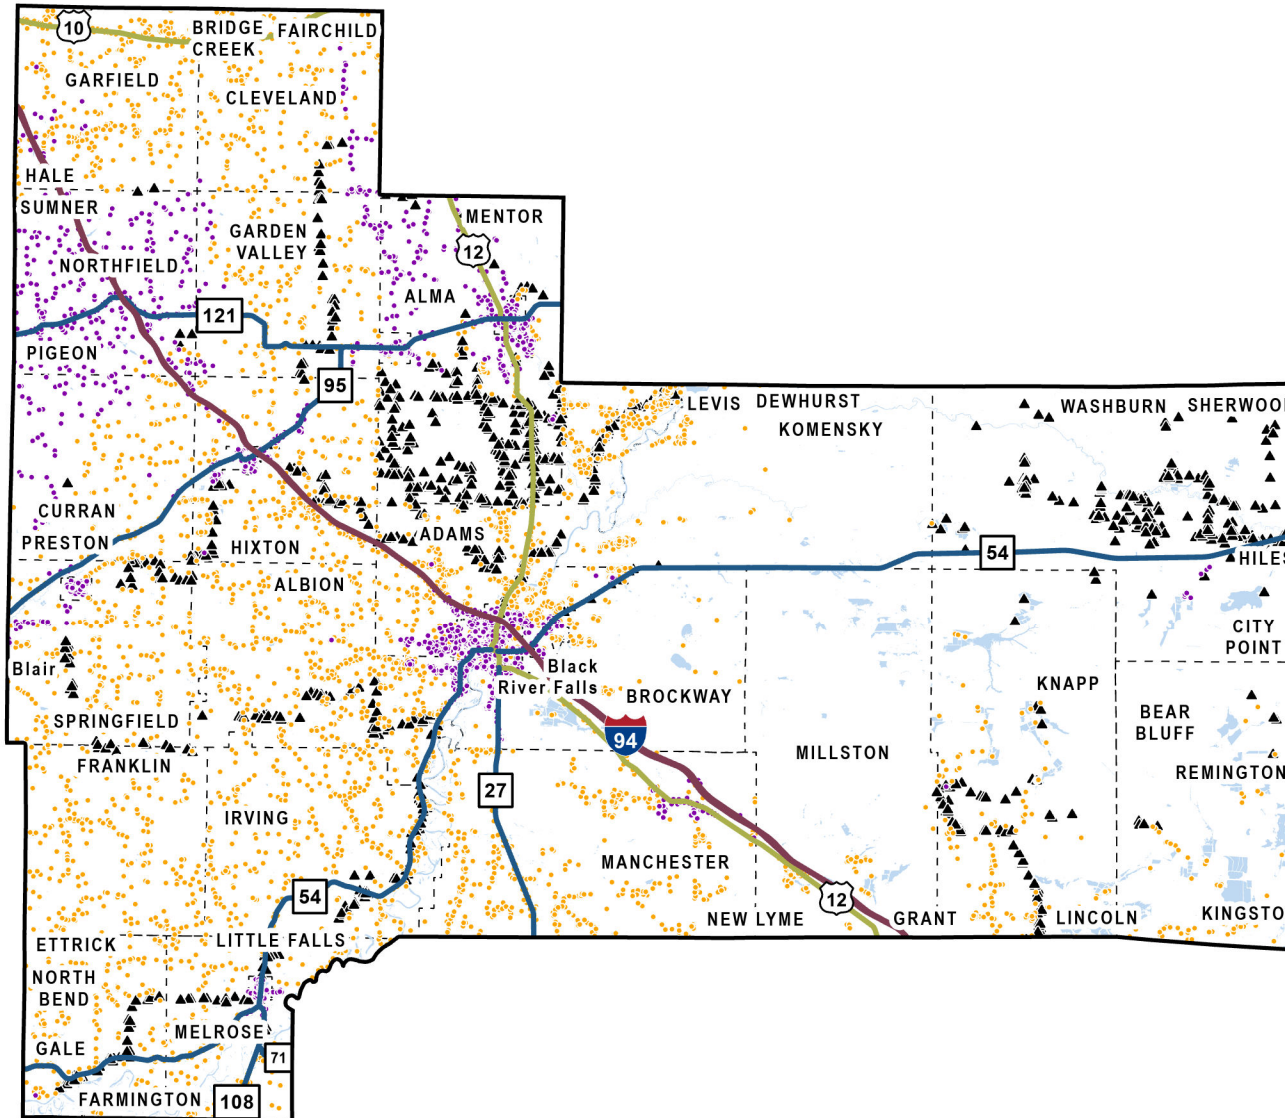 10
BRIDGE
CREEK
FAIRCHILD
GARFIELD
CLEVELAND
HALE
SUMNER
MENTOR
GARDEN
VALLEY
12
NORTHFIELD
ALMA
121
PIGEON
95
LEVIS
DEWHURST
KOMENSKY
WASHBURN
SHERWOO
CURRAN
PRESTON
HIXTON
ADAMS
54
HILES
ALBION
CITY
POINT
Blair
Black
River Falls
BROCKWAY
KNAPP
SPRINGFIELD
BEAR
BLUFF
94
FRANKLIN
MILLSTON
REMINGTON
27
IRVING
MANCHESTER
54
12
NEW LYME
GRANT
LINCOLN
KINGSTO
ETTRICK
LITTLE FALLS
NORTH
BEND
MELROSE
GALE
71
FARMINGTON
108